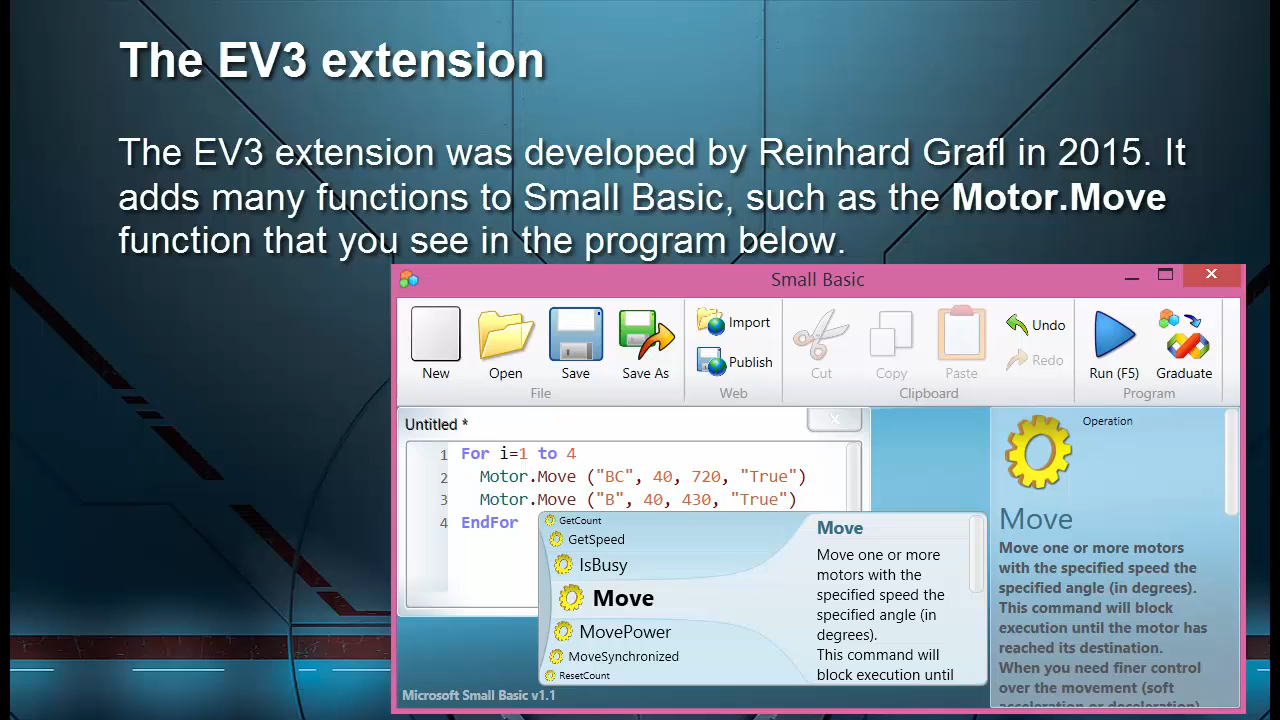 The EV3 extension
The EV3 extension was developed by Reinhard Grafl in 2015. It
adds many functions to Small Basic, such as the Motor.Move
function that you see in the program below.
Small Basic
New
Open
Save
Save As
File
Import
Publish
Web
Cut
Copy
Paste
Undo
Redo
Clipboard
Run (F5)
Graduate
Program
Untitled *
1 For i=1 to 4
2 Motor.Move ("BC", 40, 720, "True")
3 Motor.Move ("B", 40, 430, "True")
4 EndFor
GetCount
GetSpeed
IsBusy
Move
MovePower
MoveSynchronized
ResetCount
Move
Move one or more
motors with the
specified speed the
specified angle (in
degrees).
This command will
block execution until
Operation
Move
Move one or more motors
with the specified speed the
specified angle (in degrees).
This command will block
execution until the motor has
reached its destination.
When you need finer control
over the movement (soft
acceleration or deceleration)
Microsoft Small Basic v1.1